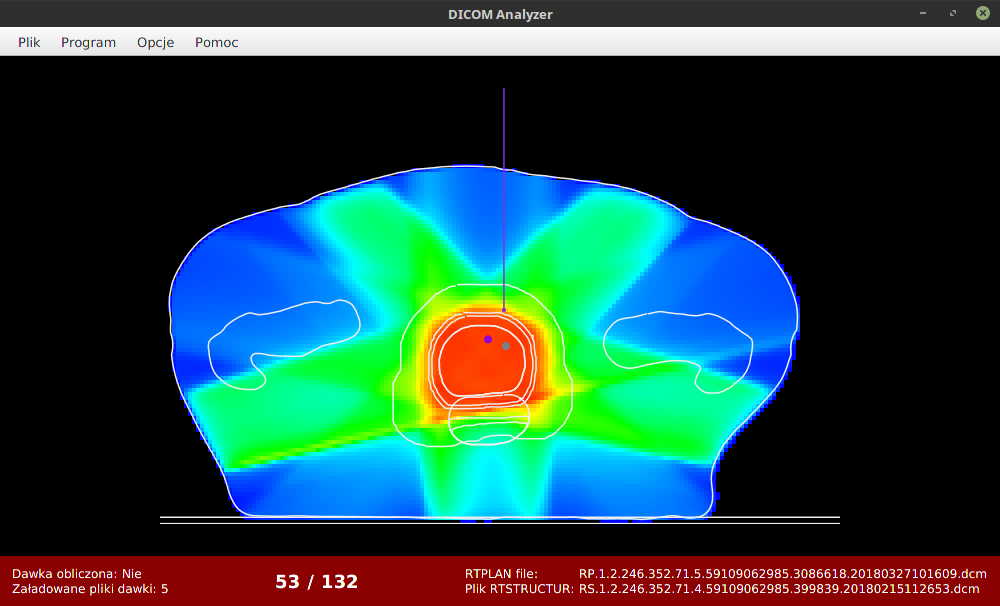 DICOM Analyzer
Plik Program Opcje Pomoc
Dawka obliczona: Nie
Załadowane pliki dawki: 5
53 / 132
RTPLAN file: RP.1.2.246.352.71.5.59109062985.3086618.20180327101609.dcm
Plik RTSTRUCTUR: RS.1.2.246.352.71.4.59109062985.399839.20180215112653.dcm